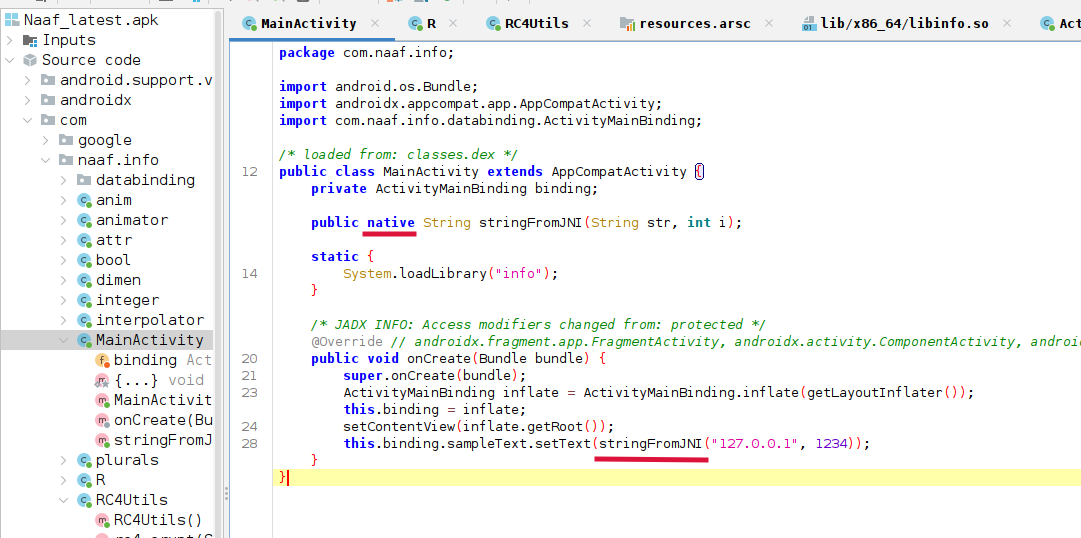 Naaf_latest.apk
Inputs
Source code
android.support.v
androidx
com
google
naaf.info
databinding
anim
animator
attr
bool
dimen
integer
interpolator
MainActivity
binding Act
{...} void
MainActivit
onCreate(Bu
stringFromJ
plurals
R
RC4Utils
RC4Utils()
MainActivity
R
RC4Utils
resources.arsc
lib/x86_64/libinfo.so
Act
package com.naaf.info;
import android.os.Bundle;
import androidx.appcompat.app.AppCompatActivity;
import com.naaf.info.databinding.ActivityMainBinding;
/* loaded from: classes.dex */
12 public class MainActivity extends AppCompatActivity {
private ActivityMainBinding binding;
public native String stringFromJNI(String str, int i);
static {
14 System.loadLibrary("info");
}
/* JADX INFO: Access modifiers changed from: protected */
@Override // androidx.fragment.app.FragmentActivity, androidx.activity.ComponentActivity, android
20 public void onCreate(Bundle bundle) {
21 super.onCreate(bundle);
23 ActivityMainBinding inflate = ActivityMainBinding.inflate(getLayoutInflater());
this.binding = inflate;
24 setContentView(inflate.getRoot());
28 this.binding.sampleText.setText(stringFromJNI("127.0.0.1", 1234));
}
}